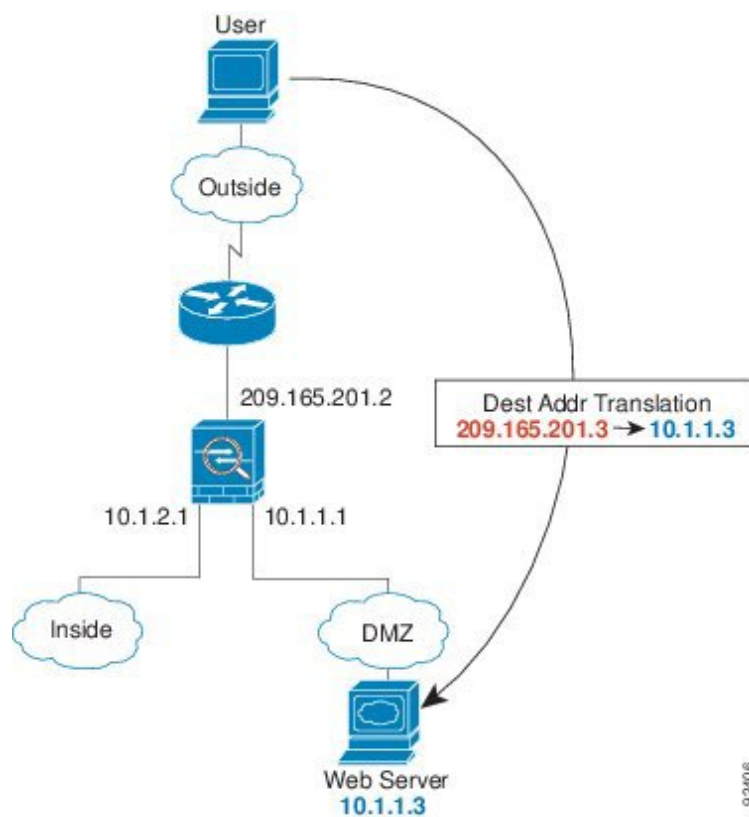 User
Outside
209.165.201.2
Dest Addr Translation
209.165.201.3 → 10.1.1.3
10.1.2.1
10.1.1.1
Inside
DMZ
Web Server
10.1.1.3